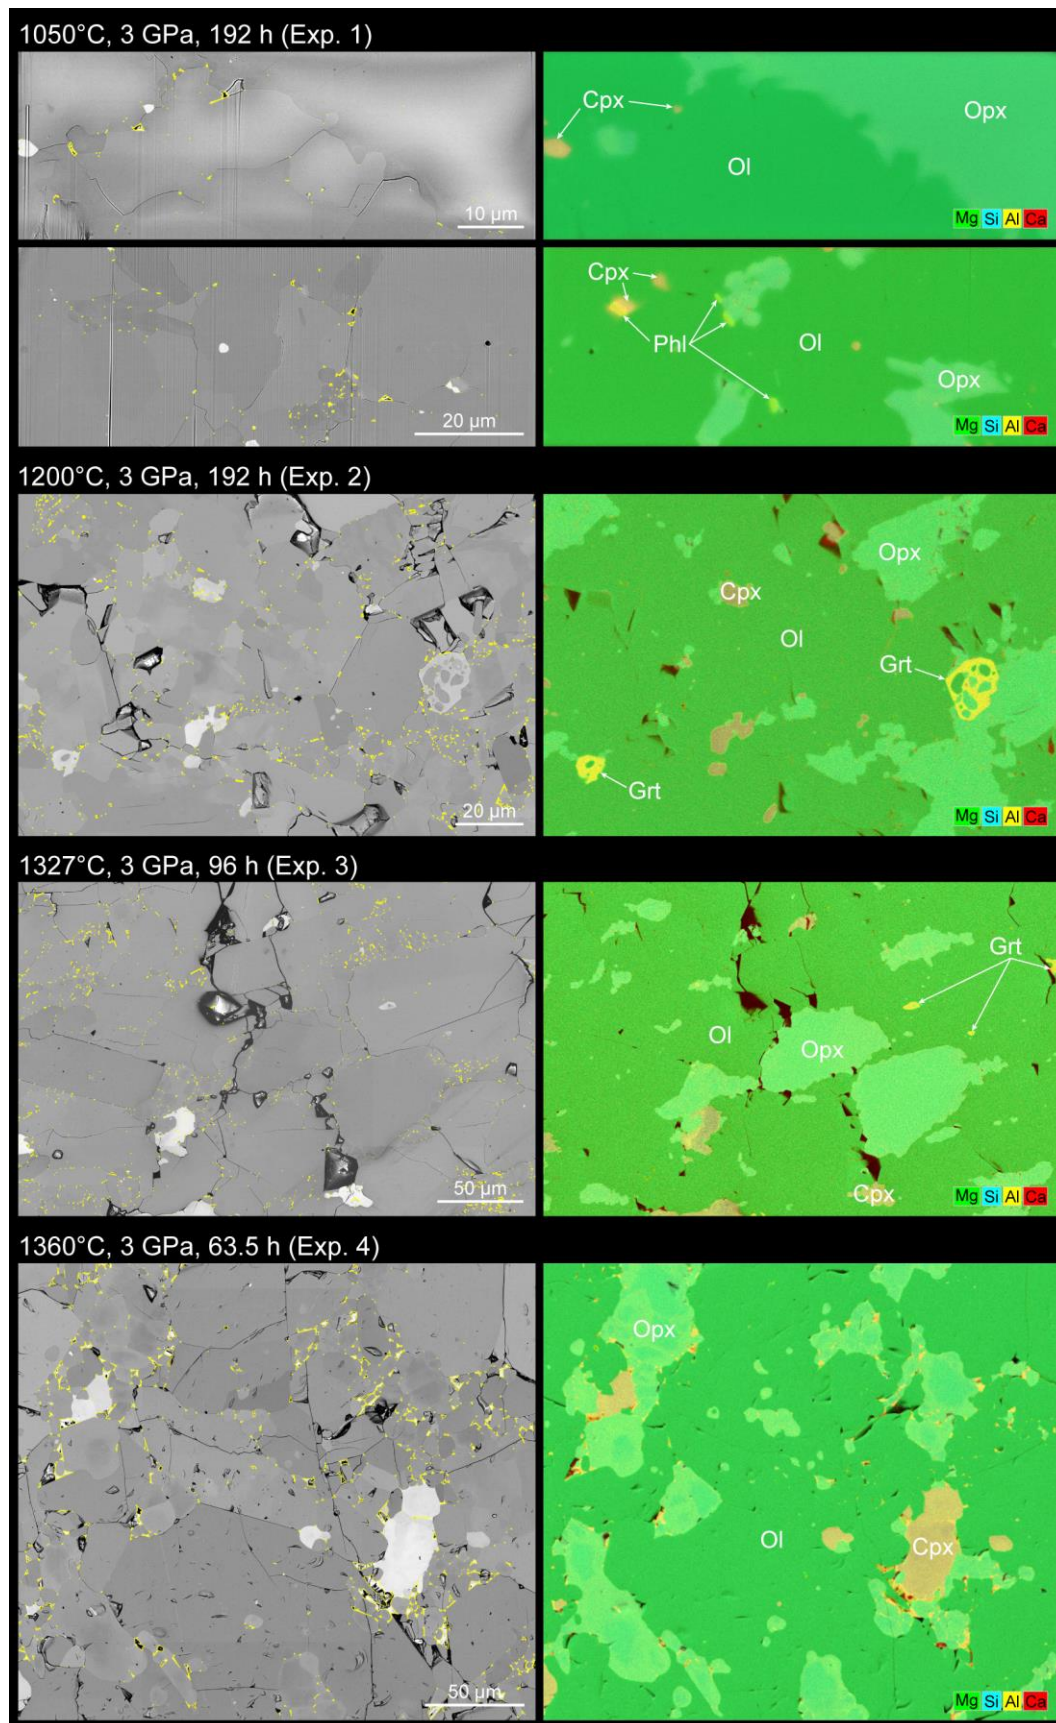 1050°C, 3 GPa, 192 h (Exp. 1)
10 µm
Cpx
Opx
Ol
Mg Si Al Ca
20 µm
Cpx
Phl
Ol
Opx
Mg Si Al Ca
1200°C, 3 GPa, 192 h (Exp. 2)
20 µm
Opx
Cpx
Ol
Grt
Grt
Mg Si Al Ca
1327°C, 3 GPa, 96 h (Exp. 3)
50 µm
Grt
Ol
Opx
Cpx
Mg Si Al Ca
1360°C, 3 GPa, 63.5 h (Exp. 4)
50 µm
Opx
Ol
Cpx
Mg Si Al Ca